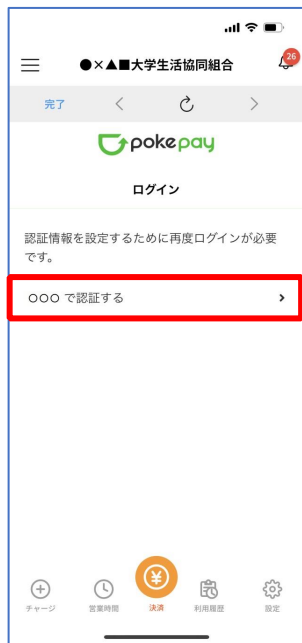 26
●×▲■大学生活協同組合
完了
pokepay
ログイン
認証情報を設定するために再度ログインが必要
です。
〇〇〇 で認証する
チャージ
営業時間
¥
決済
利用履歴
設定